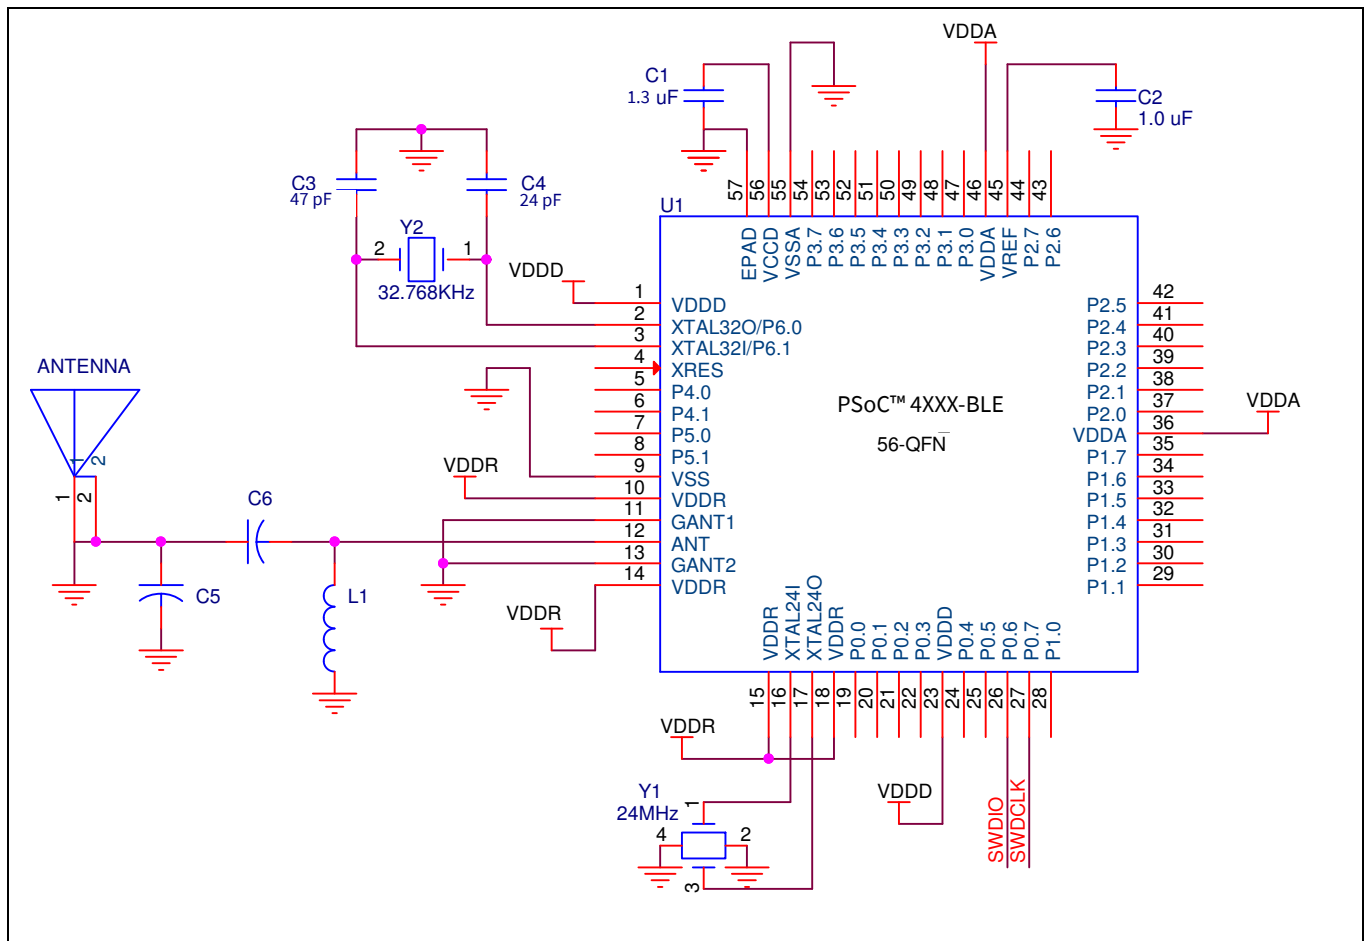 VDDA
C1
1.3 uF
C2
1.0 uF
C3
47 pF
C4
24 pF
Y2
2
1
32.768KHz
57
56
55
54
53
52
51
50
49
48
47
46
45
44
43
U1
EPAD
VCCD
VSSA
P3.7
P3.6
P3.5
P3.4
P3.3
P3.2
P3.1
P3.0
VDDA
VREF
P2.7
P2.6
VDDD
1
VDDD
2
XTAL32O/P6.0
3
XTAL32I/P6.1
4
XRES
5
P4.0
6
P4.1
7
P5.0
8
P5.1
9
VSS
VDDR
10
VDDR
11
GANT1
12
ANT
13
GANT2
14
VDDR
VDDR
PSoC™ 4XXX-BLE
56-QFN
P2.5
42
P2.4
41
P2.3
40
P2.2
39
P2.1
38
P2.0
37
VDDA
36
VDDA
P1.7
35
P1.6
34
P1.5
33
P1.4
32
P1.3
31
P1.2
30
P1.1
29
ANTENNA
1
2
1
2
C6
C5
L1
VDDR
XTAL24I
XTAL24O
VDDR
P0.0
P0.1
P0.2
P0.3
VDDD
P0.4
P0.5
P0.6
P0.7
P1.0
15
16
17
18
19
20
21
22
23
24
25
26
27
28
VDDR
Y1
24MHz
1
4
2
3
VDDD
SWDIO
SWDCLK